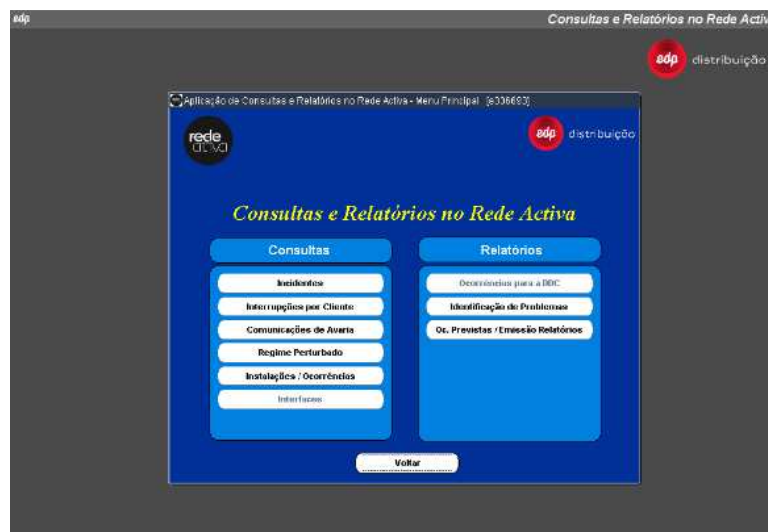 edp
Consultas e Relatórios no Rede Activ
edp distribuição
Aplicação de Consultas e Relatórios no Rede Activa - Menu Principal [e336693]
rede
activa
edp distribuição
Consultas e Relatórios no Rede Activa
Consultas
Relatórios
Incidentes
Interrupções por Cliente
Comunicações de Avaria
Regime Perturbado
Instalações / Ocorrências
Interfaces
Ocorrências para a DDC
Identificação de Problemas
Oc. Previstas / Emissão Relatórios
Voltar